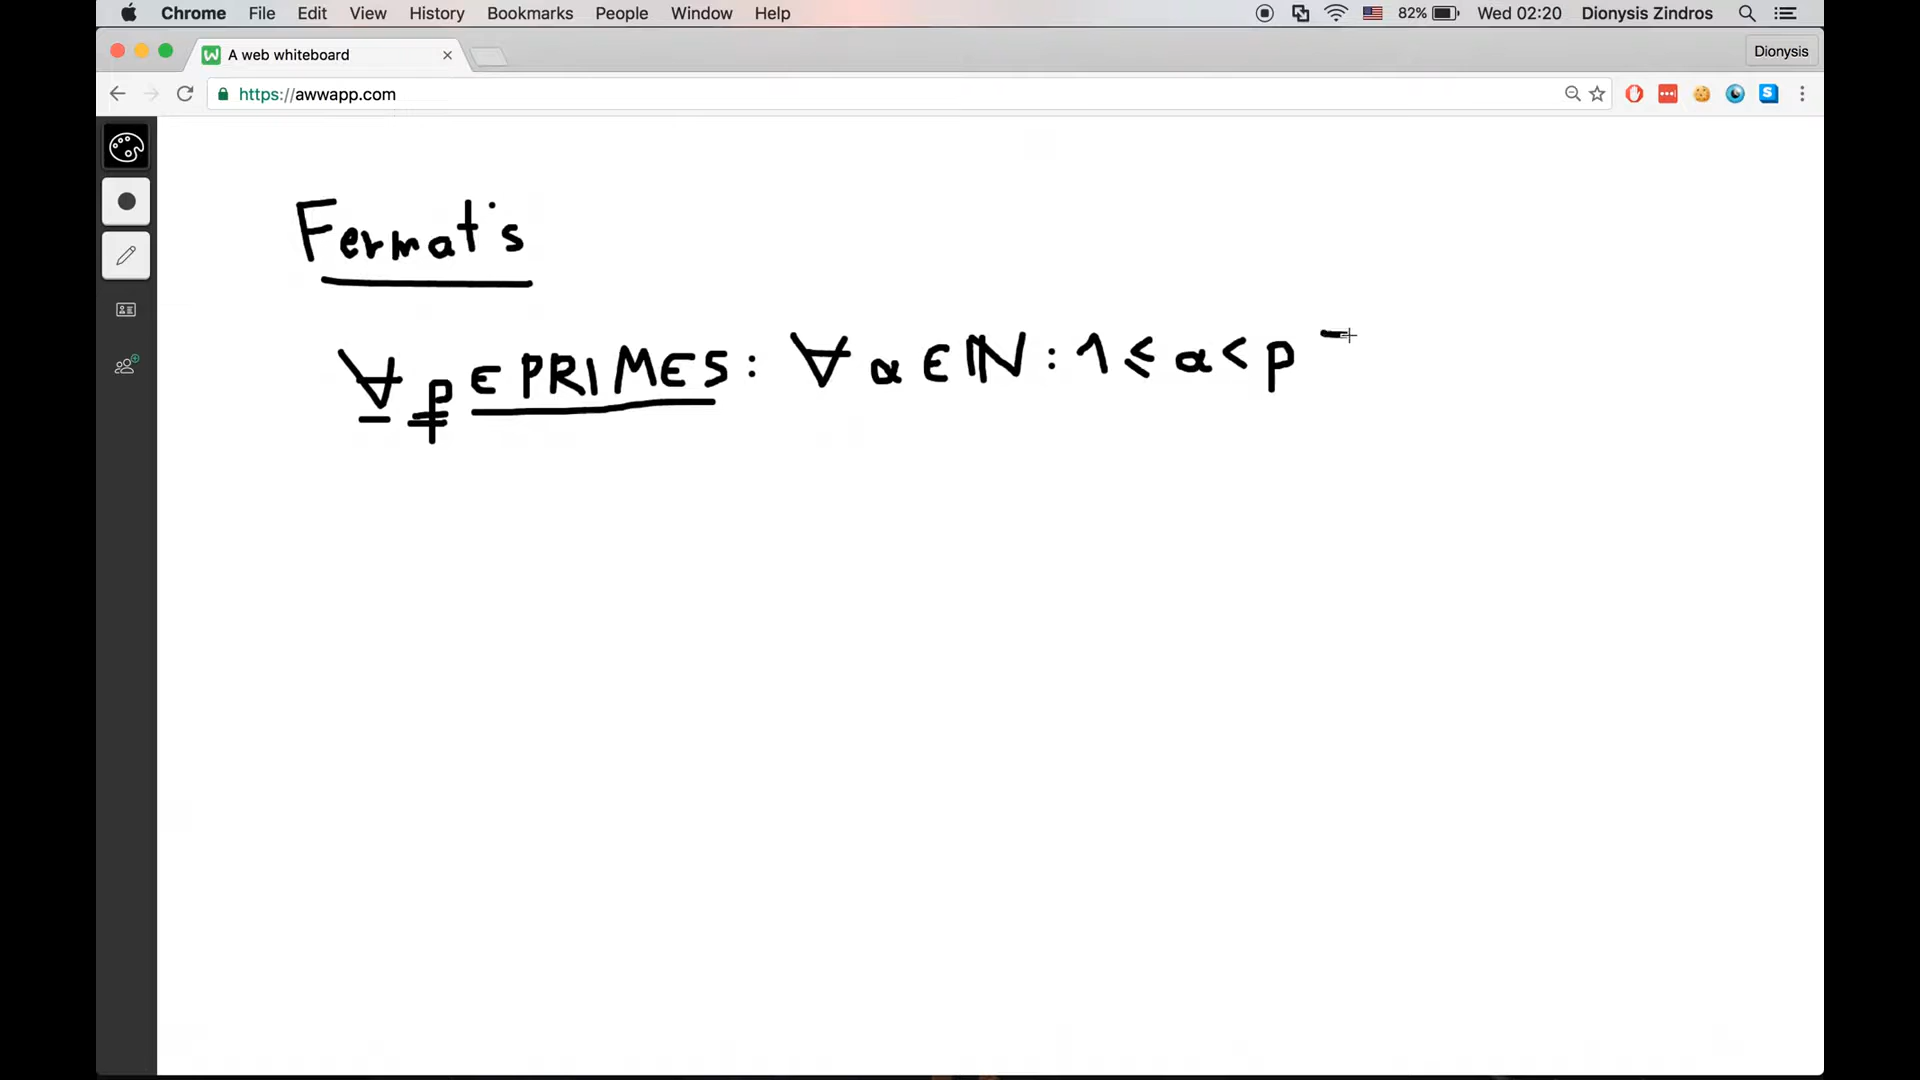 Chrome File Edit View History Bookmarks People Window Help 82% Wed 02:20 Dionysis Zindros
A web whiteboard Dionysis
https://awwapp.com
Fermat's
∀ p ∈ PRIMES: ∀ α ∈ ℕ: 1 ≤ α < p